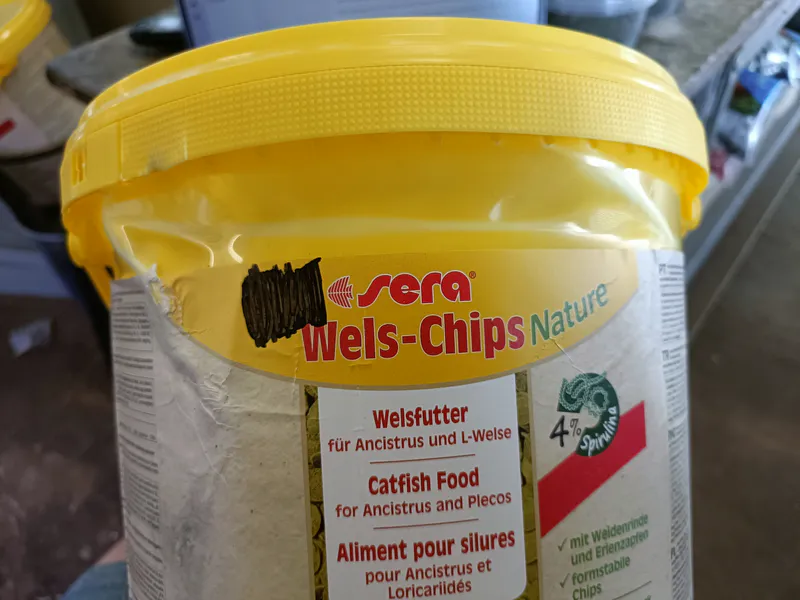 sera®
Wels-Chips Nature
Welsfutter
für Ancistrus und L-Welse
Catfish Food
for Ancistrus and Plecos
Aliment pour silures
pour Ancistrus et
Loricariidés
4% Spirulina
✓ mit Weidenrinde
und Erlenzapfen
✓ formstabile
Chips